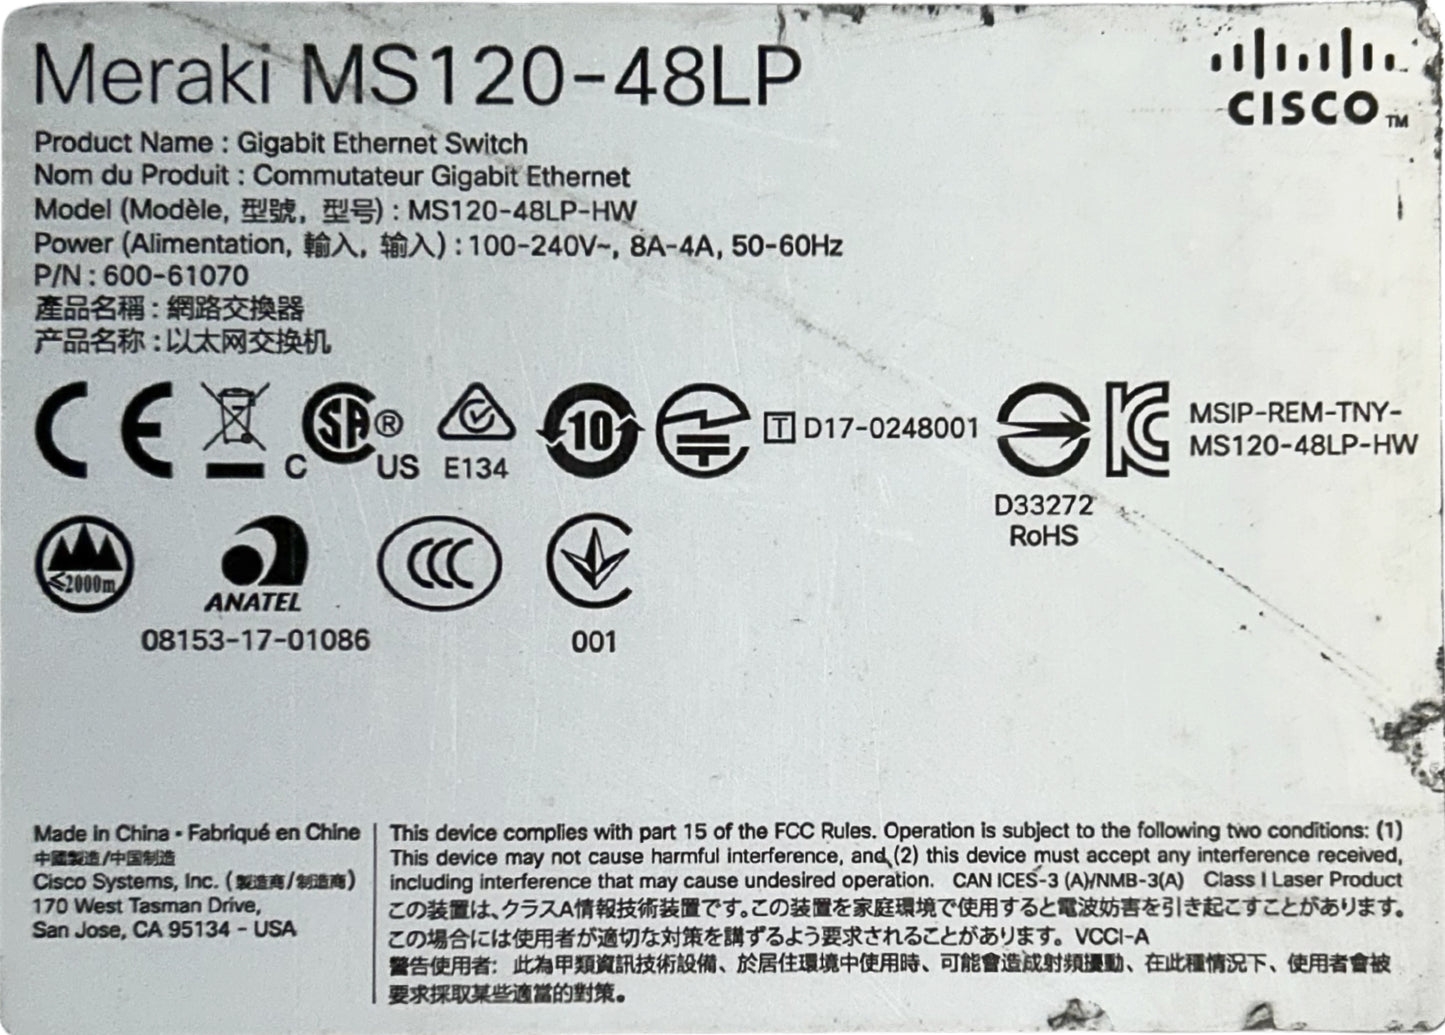 Meraki MS120-48LP
CISCO TM
Product Name : Gigabit Ethernet Switch
Nom du Produit : Commutateur Gigabit Ethernet
Model (Modèle, 型號, 型号) : MS120-48LP-HW
Power (Alimentation, 輸入, 输入) : 100-240V~, 8A-4A, 50-60Hz
P/N : 600-61070
產品名稱 : 網路交換器
产品名称 : 以太网交换机
CE C SA ® US E134 10 T D17-0248001 MSIP-REM-TNY-
MS120-48LP-HW
D33272
RoHS
≤2000m ANATEL CCC
08153-17-01086 001
Made in China • Fabriqué en Chine
中國製造/中国制造
Cisco Systems, Inc. (製造商/制造商)
170 West Tasman Drive,
San Jose, CA 95134 - USA
This device complies with part 15 of the FCC Rules. Operation is subject to the following two conditions: (1)
This device may not cause harmful interference, and (2) this device must accept any interference received,
including interference that may cause undesired operation. CAN ICES-3 (A)/NMB-3(A) Class I Laser Product
この装置は、クラスA情報技術装置です。この装置を家庭環境で使用すると電波妨害を引き起こすことがあります。
この場合には使用者が適切な対策を講ずるよう要求されることがあります。VCCI-A
警告使用者: 此為甲類資訊技術設備、於居住環境中使用時、可能會造成射頻擾動、在此種情況下、使用者會被
要求採取某些適當的對策。